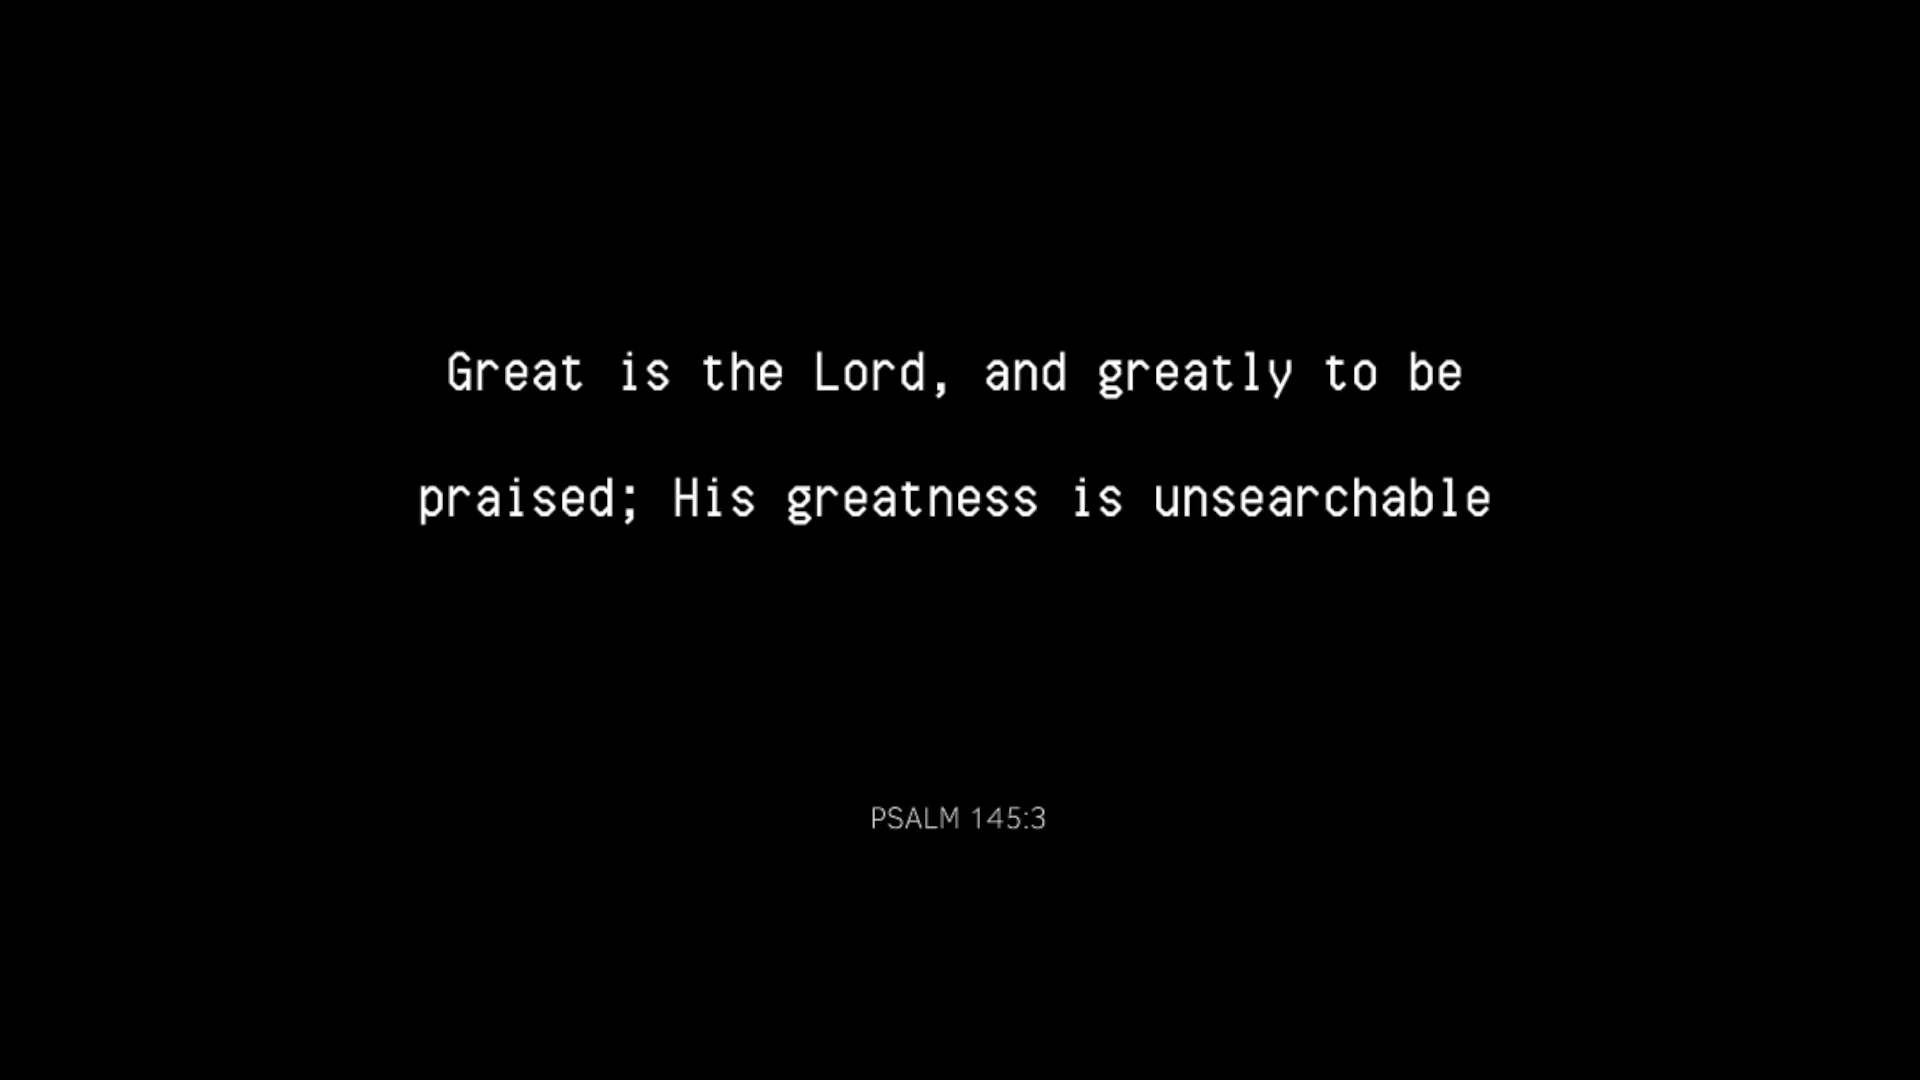 Great is the Lord, and greatly to be
praised; His greatness is unsearchable
PSALM 145:3